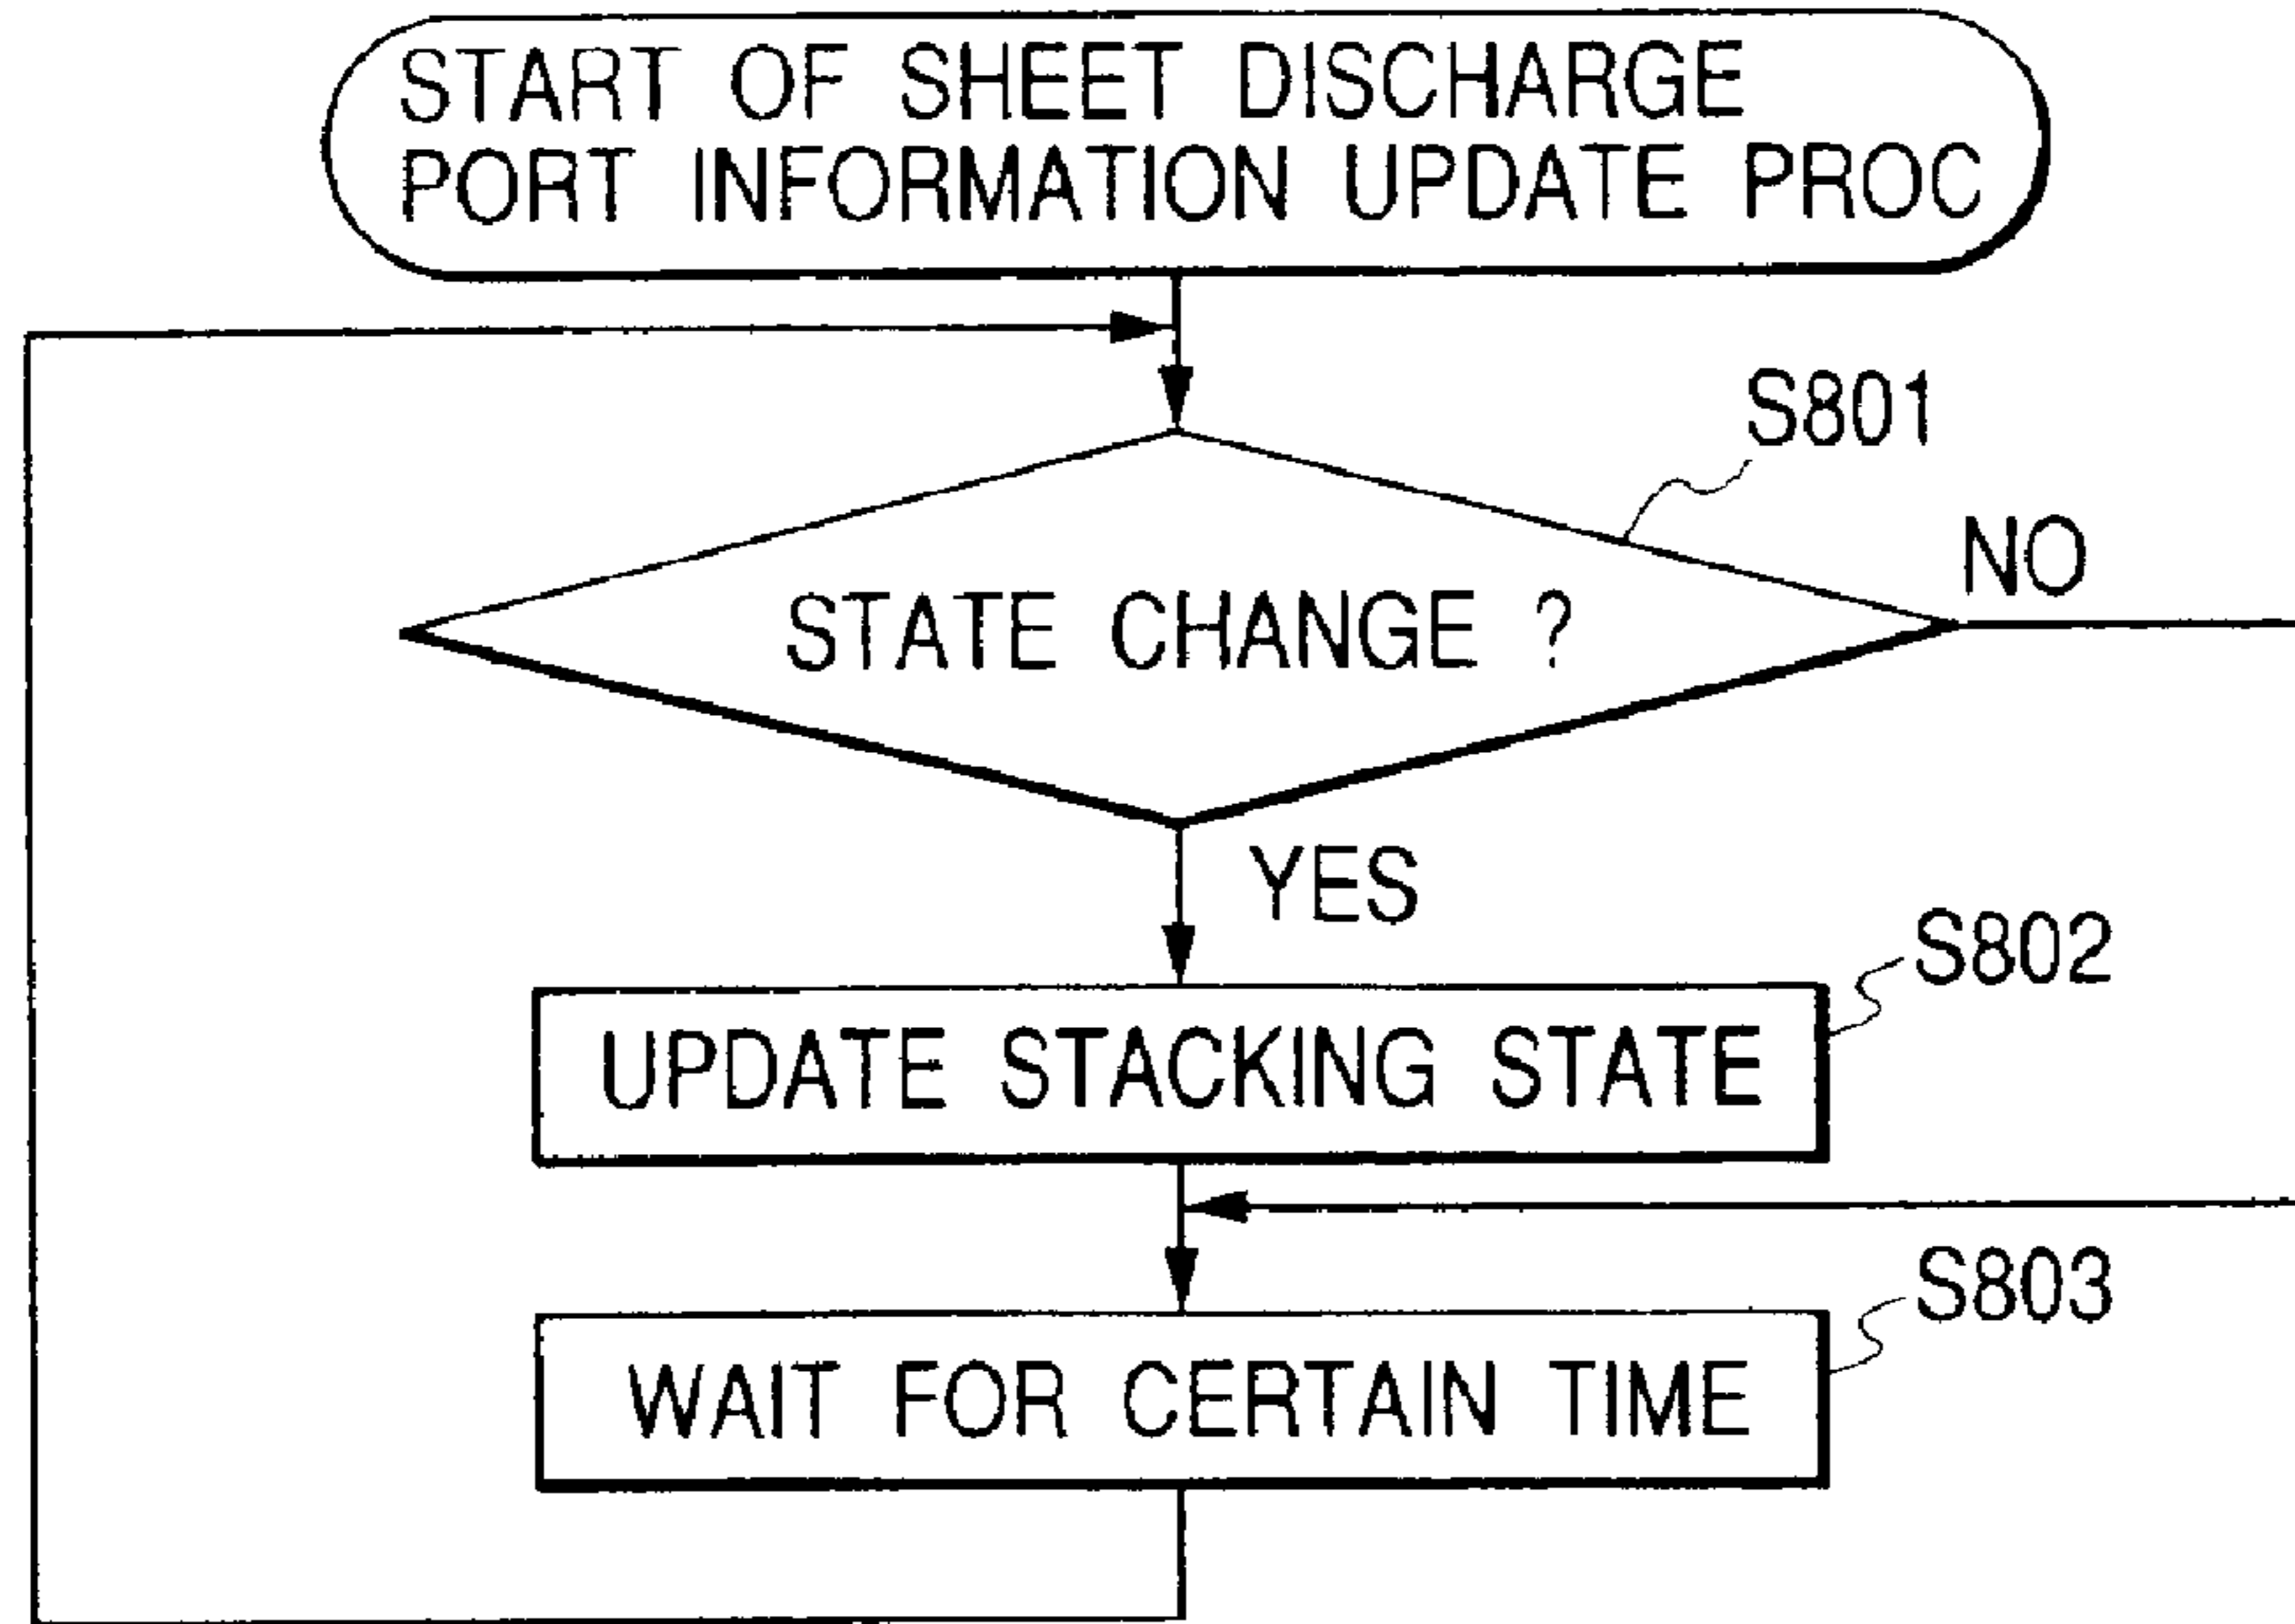 START OF SHEET DISCHARGE
PORT INFORMATION UPDATE PROC
S801
NO
STATE CHANGE ?
YES
S802
UPDATE STACKING STATE
S803
WAIT FOR CERTAIN TIME